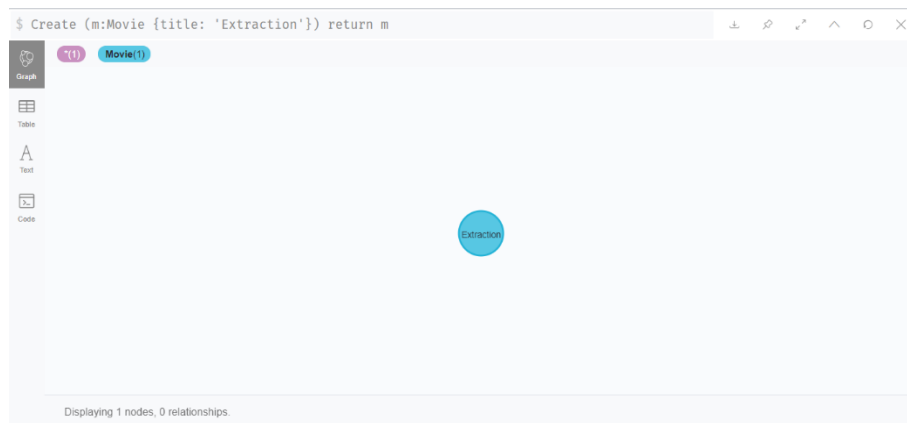 $ Create (m:Movie {title: 'Extraction'}) return m
*(1) Movie(1)
Graph
Table
A
Text
Code
Extraction
Displaying 1 nodes, 0 relationships.